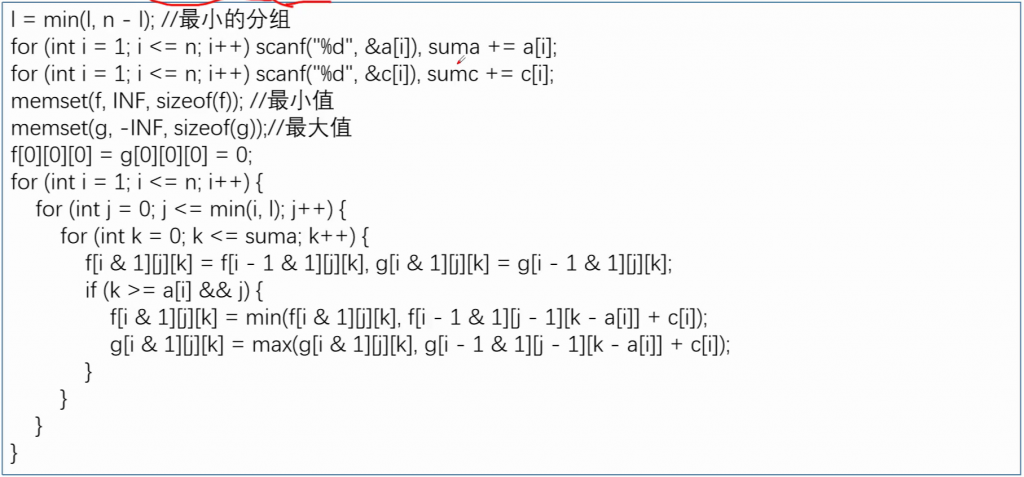 l = min(l, n - l); //最小的分组
for (int i = 1; i <= n; i++) scanf("%d", &a[i]), suma += a[i];
for (int i = 1; i <= n; i++) scanf("%d", &c[i]), sumc += c[i];
memset(f, INF, sizeof(f)); //最小值
memset(g, -INF, sizeof(g));//最大值
f[0][0][0] = g[0][0][0] = 0;
for (int i = 1; i <= n; i++) {
for (int j = 0; j <= min(i, l); j++) {
for (int k = 0; k <= suma; k++) {
f[i & 1][j][k] = f[i - 1 & 1][j][k], g[i & 1][j][k] = g[i - 1 & 1][j][k];
if (k >= a[i] && j) {
f[i & 1][j][k] = min(f[i & 1][j][k], f[i - 1 & 1][j - 1][k - a[i]] + c[i]);
g[i & 1][j][k] = max(g[i & 1][j][k], g[i - 1 & 1][j - 1][k - a[i]] + c[i]);
}
}
}
}